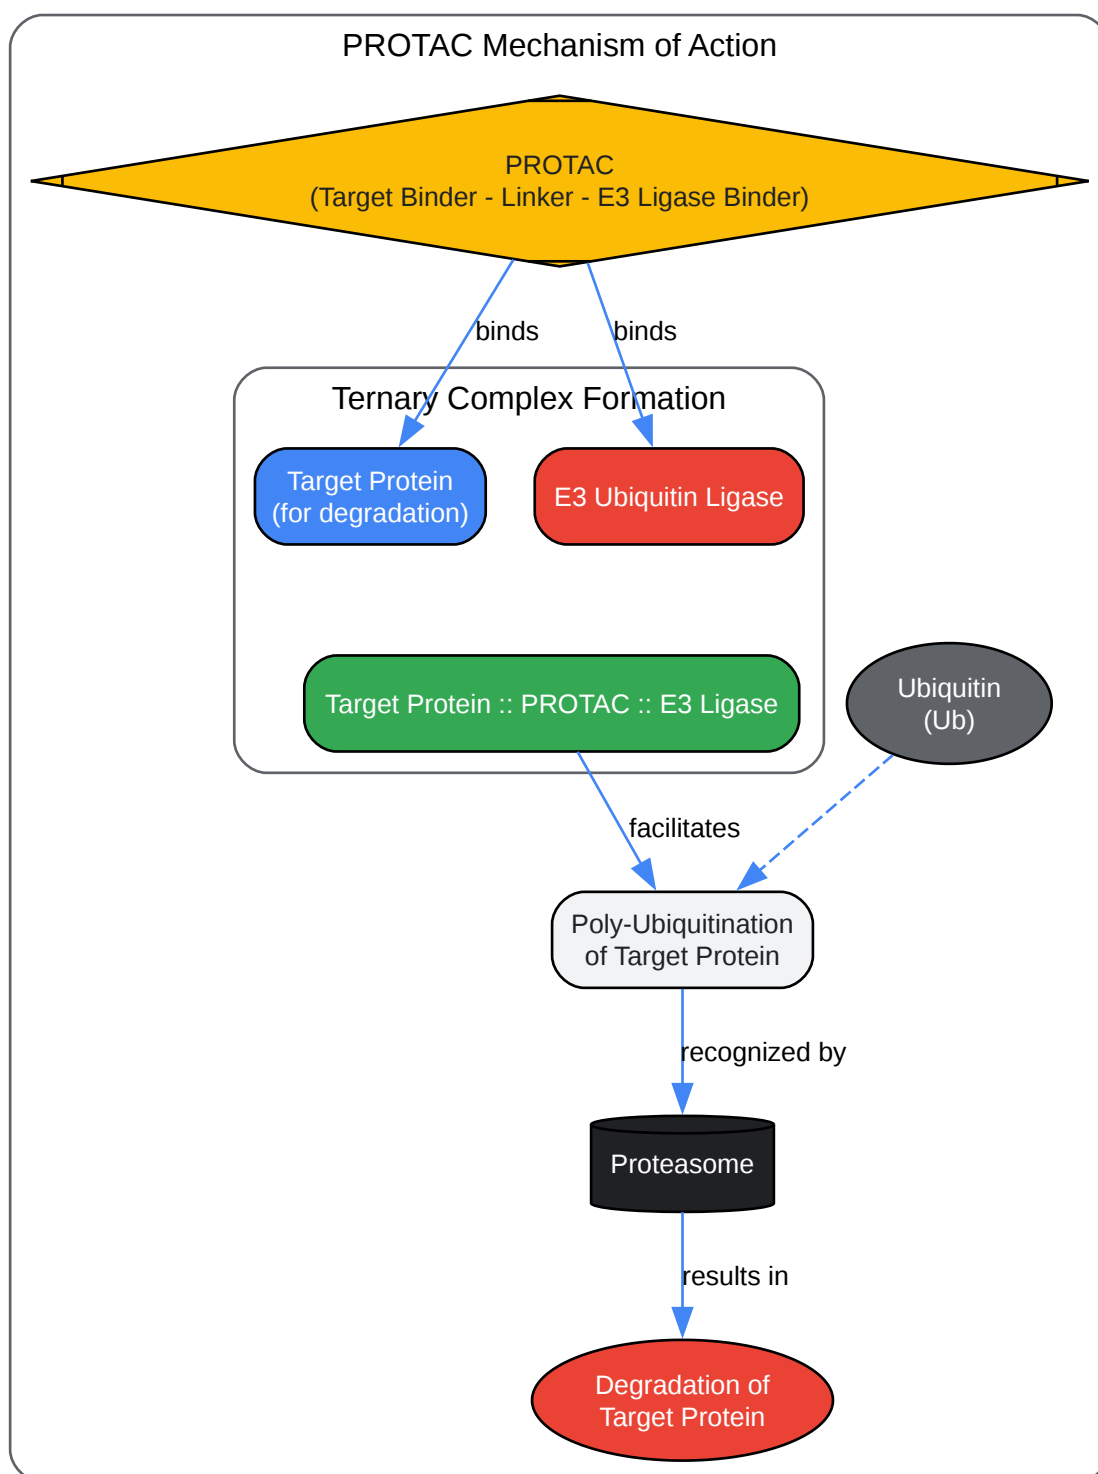 PROTAC Mechanism of Action
PROTAC
(Target Binder - Linker - E3 Ligase Binder)
binds
binds
Ternary Complex Formation
Target Protein
(for degradation)
E3 Ubiquitin Ligase
Target Protein :: PROTAC :: E3 Ligase
Ubiquitin
(Ub)
facilitates
Poly-Ubiquitination
of Target Protein
recognized by
Proteasome
results in
Degradation of
Target Protein